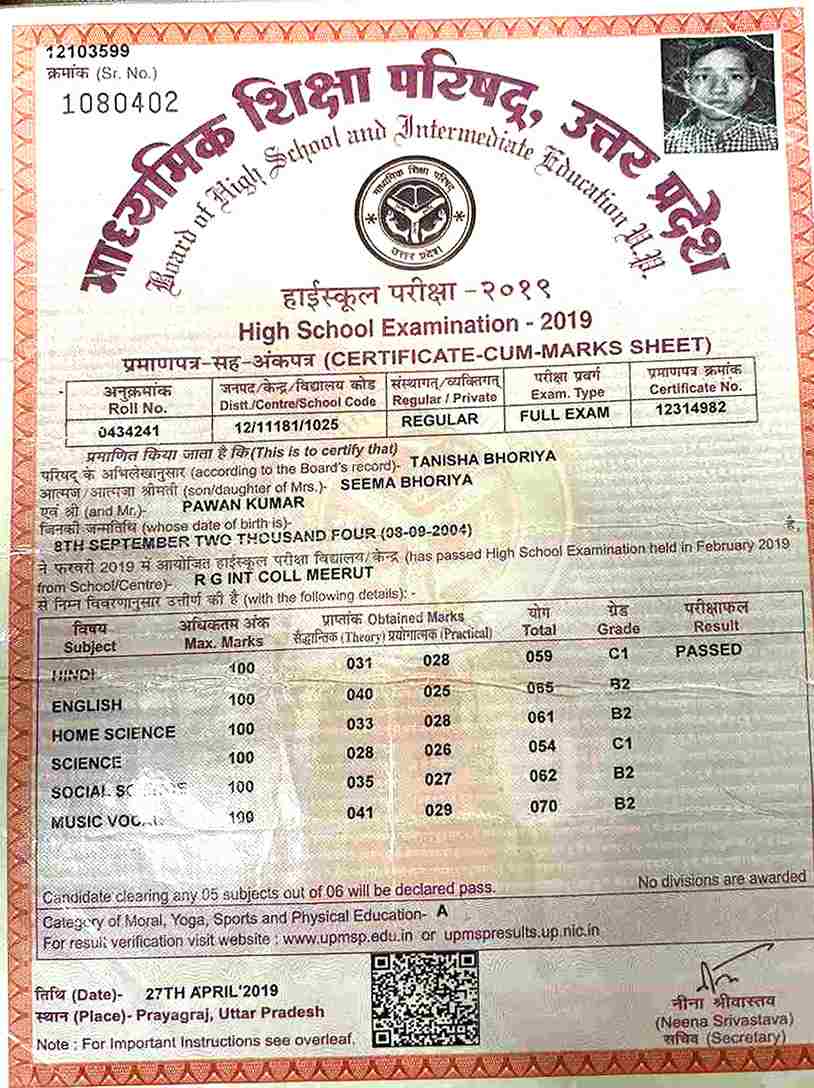 12103599
क्रमांक (Sr. No.)
1080402
माध्यमिक शिक्षा परिषद्, उत्तर प्रदेश
Board of High School and Intermediate Education U.P.
माध्यमिक शिक्षा परिषद्
उत्तर प्रदेश
हाईस्कूल परीक्षा - २०१९
High School Examination - 2019
प्रमाणपत्र-सह-अंकपत्र (CERTIFICATE-CUM-MARKS SHEET)
अनुक्रमांक जनपद/केन्द्र/विद्यालय कोड संस्थागत/व्यक्तिगत् परीक्षा प्रवर्ग प्रमाणपत्र क्रमांक
Roll No. Distt./Centre/School Code Regular / Private Exam. Type Certificate No.
0434241 12/11181/1025 REGULAR FULL EXAM 12314982
प्रमाणित किया जाता है कि(This is to certify that)
परिषद् के अभिलेखानुसार (according to the Board's record)- TANISHA BHORIYA
आत्मज/आत्मजा श्रीमती (son/daughter of Mrs.)- SEEMA BHORIYA
एवं श्री (and Mr.)- PAWAN KUMAR
जिनकी जन्मतिथि (whose date of birth is)-
8TH SEPTEMBER TWO THOUSAND FOUR (08-09-2004) है,
ने फरवरी 2019 में आयोजित हाईस्कूल परीक्षा विद्यालय/केन्द्र (has passed High School Examination held in February 2019
from School/Centre)- R G INT COLL MEERUT
से निम्न विवरणानुसार उत्तीर्ण की है (with the following details): -
विषय अधिकतम अंक प्राप्तांक Obtained Marks योग ग्रेड परीक्षाफल
Subject Max. Marks सैद्धान्तिक (Theory) प्रयोगात्मक (Practical) Total Grade Result
HINDI 100 031 028 059 C1 PASSED
ENGLISH 100 040 025 065 B2
HOME SCIENCE 100 033 028 061 B2
SCIENCE 100 028 026 054 C1
SOCIAL 100 035 027 062 B2
MUSIC 100 041 029 070 B2
Candidate clearing any 05 subjects out of 06 will be declared pass. No divisions are awarded
Category of Moral, Yoga, Sports and Physical Education- A
For result verification visit website : www.upmsp.edu.in or upmspresults.up.nic.in
तिथि (Date)- 27TH APRIL'2019
स्थान (Place)- Prayagraj, Uttar Pradesh
Note : For Important Instructions see overleaf.
नीना श्रीवास्तव
(Neena Srivastava)
सचिव (Secretary)